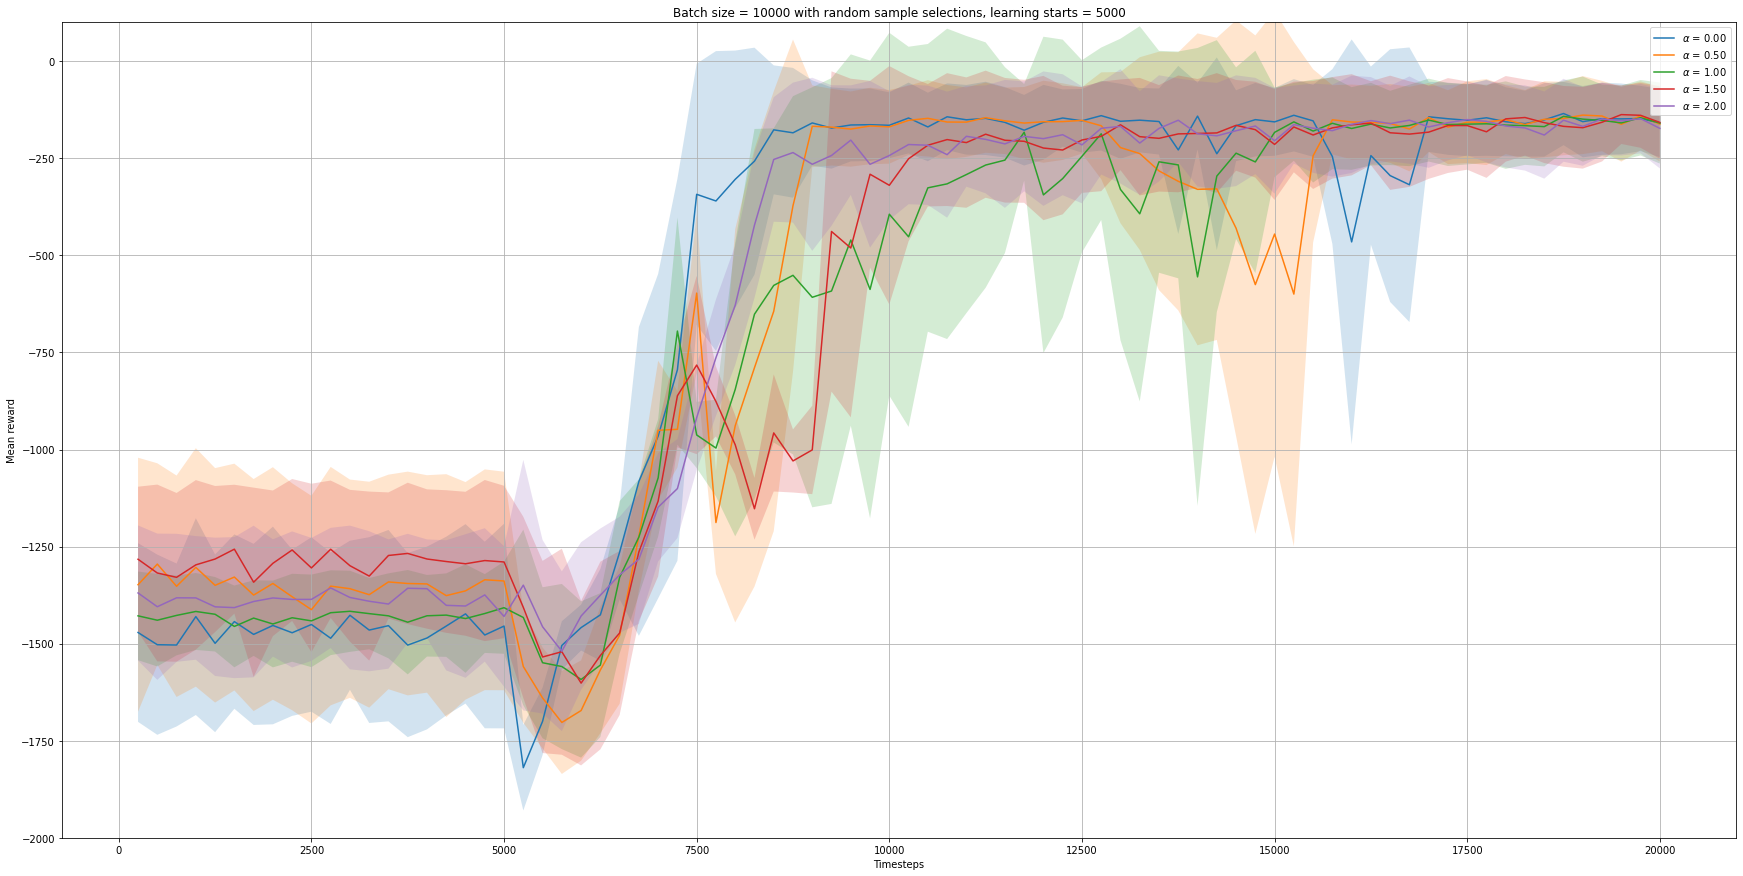 Batch size = 10000 with random sample selections, learning starts = 5000
α = 0.00
α = 0.50
α = 1.00
α = 1.50
α = 2.00
Mean reward
0
−250
−500
−750
−1000
−1250
−1500
−1750
−2000
0 2500 5000 7500 10000 12500 15000 17500 20000
Timesteps